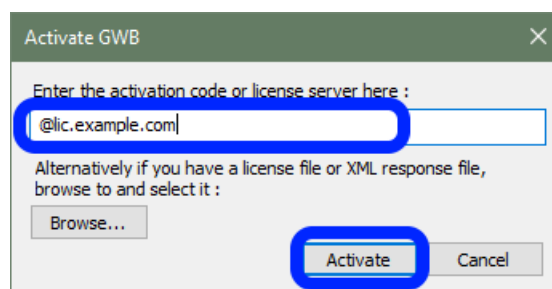 Activate GWB
Enter the activation code or license server here :
@lic.example.com
Alternatively if you have a license file or XML response file,
browse to and select it :
Browse...
Activate Cancel